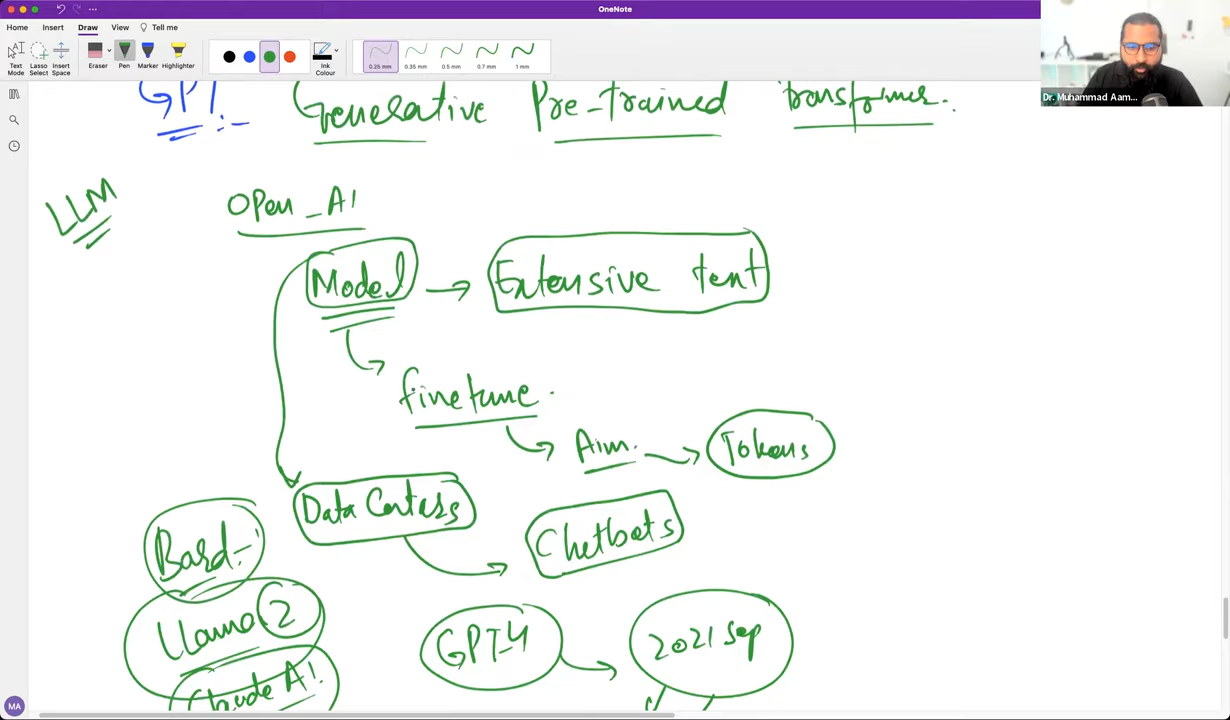 OneNote
Home Insert Draw View Tell me
Text Mode
Lasso Select
Insert Space
Eraser
Pen
Marker
Highlighter
Ink Colour
0.25 mm
0.35 mm
0.5 mm
0.7 mm
1 mm
Dr. Muhammad Aam...
GPT:- Generative Pre-trained transformer.
LLM
OPen_AI
Model → Extensive text
finetune.
Aim. → Tokens
Data Centers
Chetbots
Bard-
Llama 2
GPT-4 → 2021 Sep
Claude AI
MA